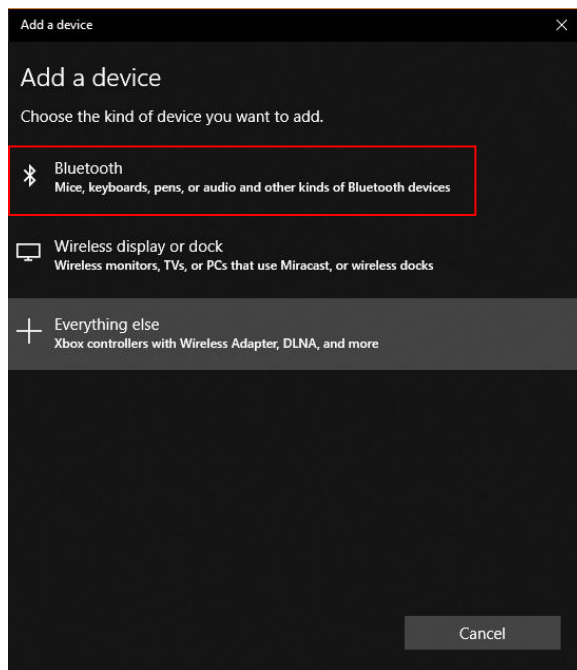 Add a device
Add a device
Choose the kind of device you want to add.
Bluetooth
Mice, keyboards, pens, or audio and other kinds of Bluetooth devices
Wireless display or dock
Wireless monitors, TVs, or PCs that use Miracast, or wireless docks
Everything else
Xbox controllers with Wireless Adapter, DLNA, and more
Cancel